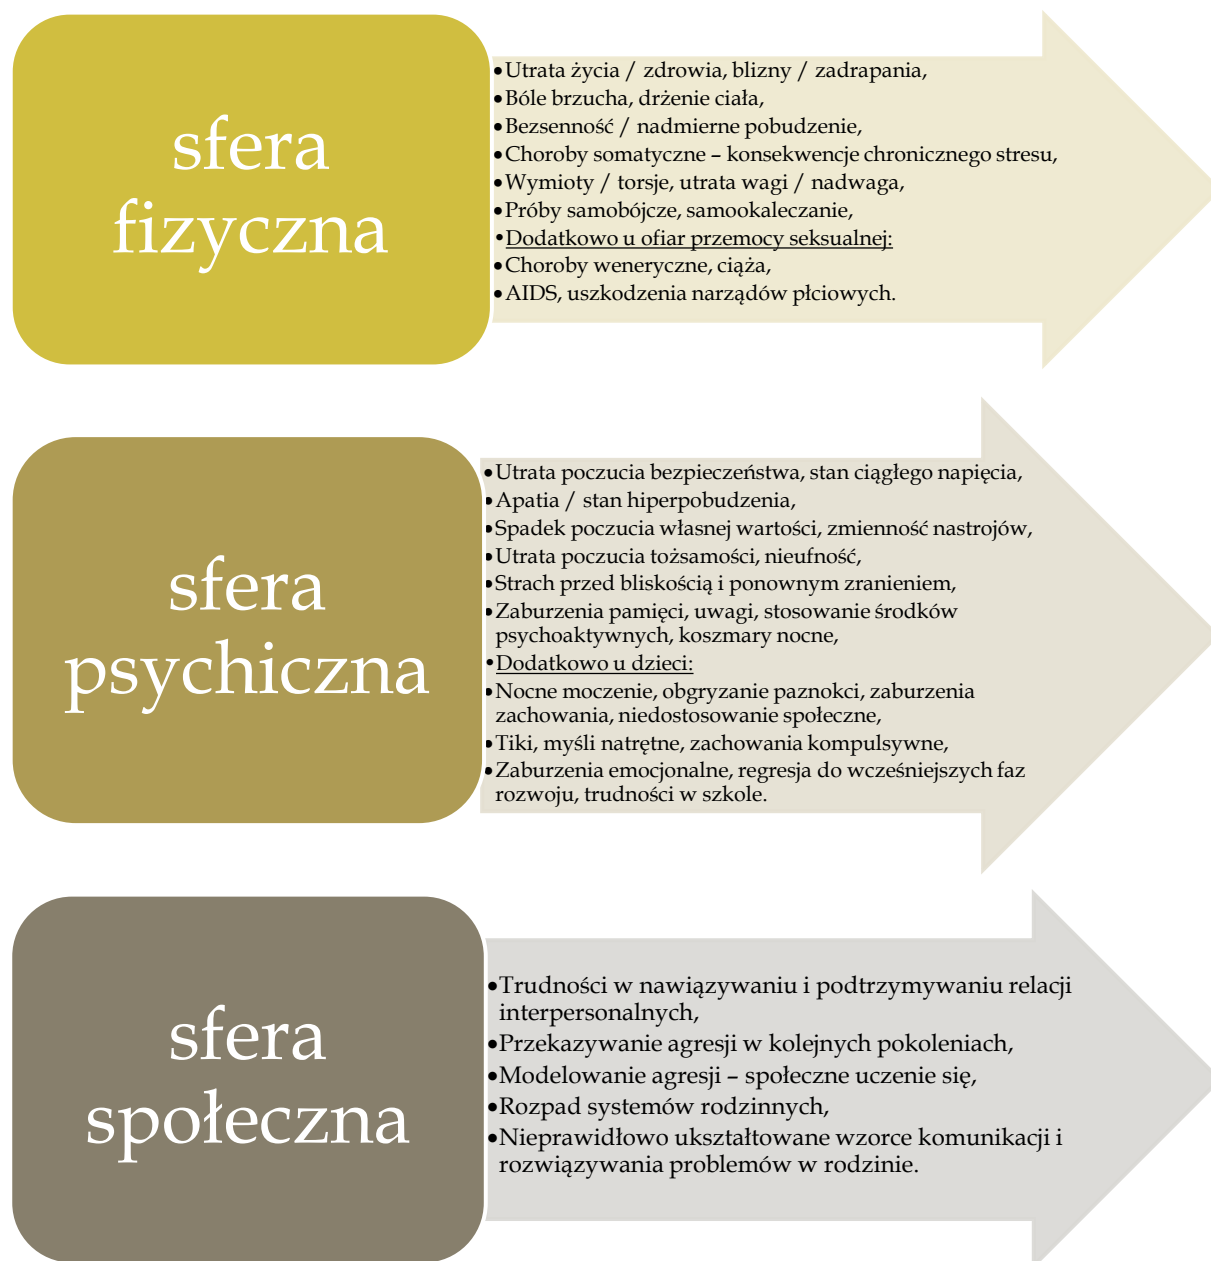 sfera
fizyczna
•Utrata życia / zdrowia, blizny / zadrapania,
•Bóle brzucha, drżenie ciała,
•Bezsenność / nadmierne pobudzenie,
•Choroby somatyczne – konsekwencje chronicznego stresu,
•Wymioty / torsje, utrata wagi / nadwaga,
•Próby samobójcze, samookaleczanie,
•Dodatkowo u ofiar przemocy seksualnej:
•Choroby weneryczne, ciąża,
•AIDS, uszkodzenia narządów płciowych.
sfera
psychiczna
•Utrata poczucia bezpieczeństwa, stan ciągłego napięcia,
•Apatia / stan hiperpobudzenia,
•Spadek poczucia własnej wartości, zmienność nastrojów,
•Utrata poczucia tożsamości, nieufność,
•Strach przed bliskością i ponownym zranieniem,
•Zaburzenia pamięci, uwagi, stosowanie środków
psychoaktywnych, koszmary nocne,
•Dodatkowo u dzieci:
•Nocne moczenie, obgryzanie paznokci, zaburzenia
zachowania, niedostosowanie społeczne,
•Tiki, myśli natrętne, zachowania kompulsywne,
•Zaburzenia emocjonalne, regresja do wcześniejszych faz
rozwoju, trudności w szkole.
sfera
społeczna
•Trudności w nawiązywaniu i podtrzymywaniu relacji
interpersonalnych,
•Przekazywanie agresji w kolejnych pokoleniach,
•Modelowanie agresji – społeczne uczenie się,
•Rozpad systemów rodzinnych,
•Nieprawidłowo ukształtowane wzorce komunikacji i
rozwiązywania problemów w rodzinie.